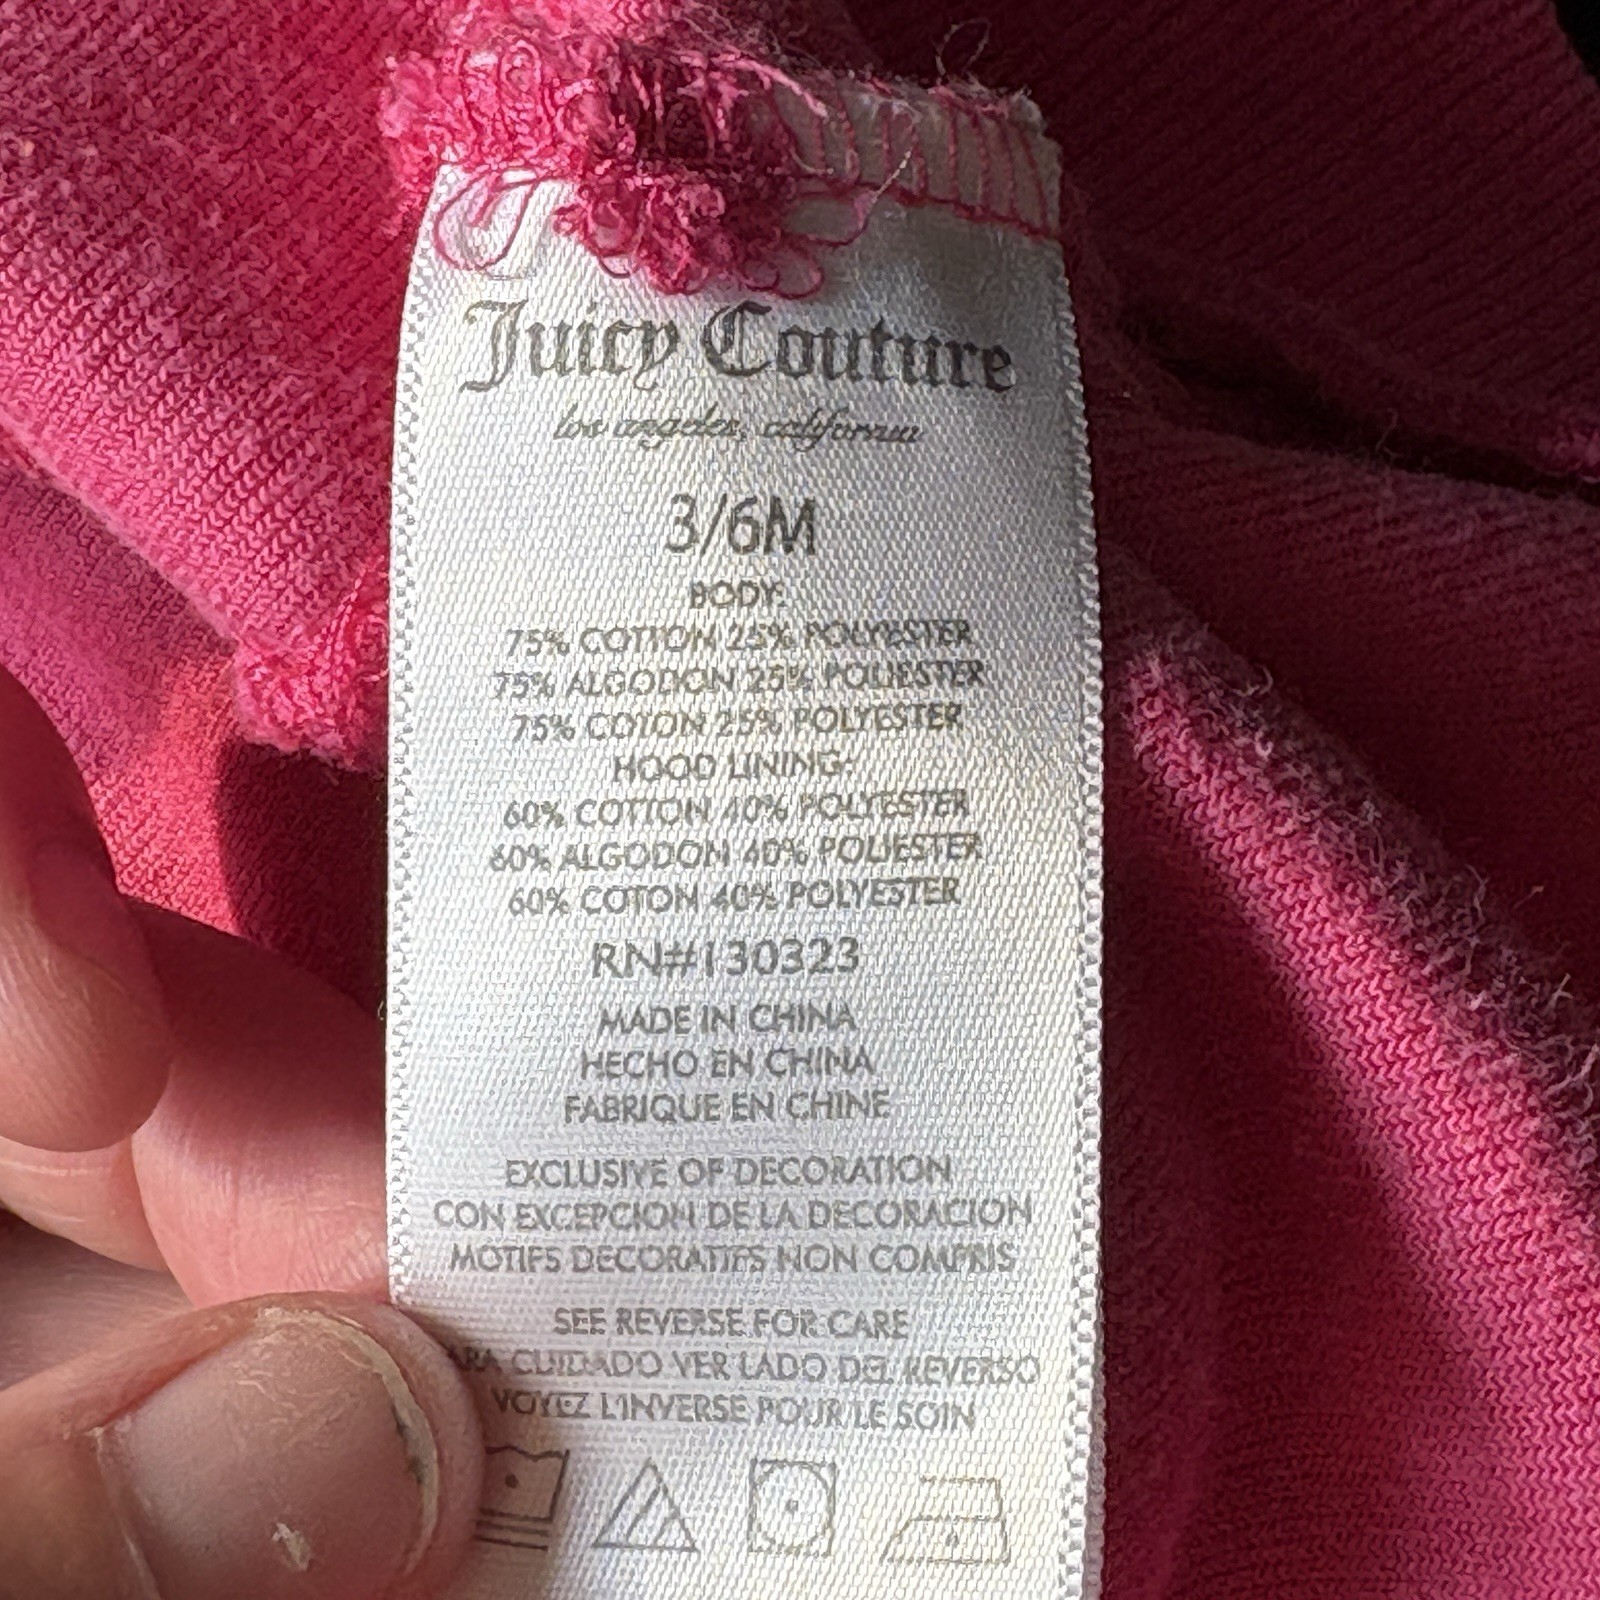 Juicy Couture
los angeles, california
3/6M
BODY:
75% COTTON 25% POLYESTER
75% ALGODON 25% POLIESTER
75% COTON 25% POLYESTER
HOOD LINING:
60% COTTON 40% POLYESTER
60% ALGODON 40% POLIESTER
60% COTON 40% POLYESTER
RN#130323
MADE IN CHINA
HECHO EN CHINA
FABRIQUE EN CHINE
EXCLUSIVE OF DECORATION
CON EXCEPCION DE LA DECORACION
MOTIFS DECORATIFS NON COMPRIS
SEE REVERSE FOR CARE
CUIDADO VER LADO DEL REVERSO
VOYEZ L'INVERSE POUR LE SOIN